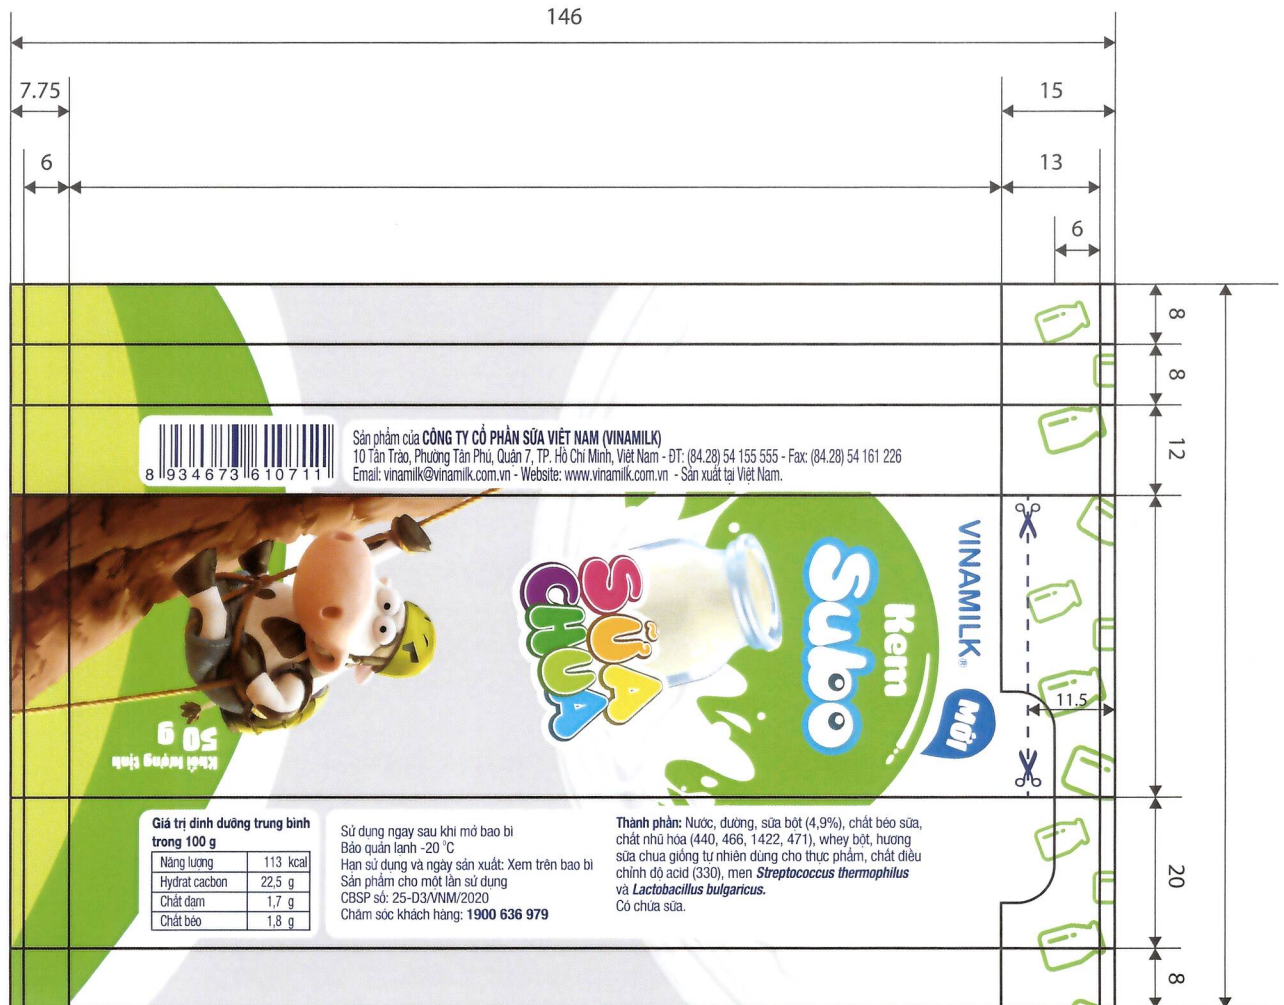 146
7.75
15
6
13
6
8
8
8 934673 610711
Sản phẩm của CÔNG TY CỔ PHẦN SỮA VIỆT NAM (VINAMILK)
10 Tân Trào, Phường Tân Phú, Quận 7, TP. Hồ Chí Minh, Việt Nam - ĐT: (84.28) 54 155 555 - Fax: (84.28) 54 161 226
Email: vinamilk@vinamilk.com.vn - Website: www.vinamilk.com.vn - Sản xuất tại Việt Nam.
12
VINAMILK®
Kem
Subo
SỮA
CHUA
MỚI
11.5
Khối lượng tịnh
50 g
Giá trị dinh dưỡng trung bình
trong 100 g
Năng lượng 113 kcal
Hydrat cacbon 22,5 g
Chất đạm 1,7 g
Chất béo 1,8 g
Sử dụng ngay sau khi mở bao bì
Bảo quản lạnh -20 °C
Hạn sử dụng và ngày sản xuất: Xem trên bao bì
Sản phẩm cho một lần sử dụng
CBSP số: 25-D3/VNM/2020
Chăm sóc khách hàng: 1900 636 979
Thành phần: Nước, đường, sữa bột (4,9%), chất béo sữa,
chất nhũ hóa (440, 466, 1422, 471), whey bột, hương
sữa chua giống tự nhiên dùng cho thực phẩm, chất điều
chỉnh độ acid (330), men Streptococcus thermophilus
và Lactobacillus bulgaricus.
Có chứa sữa.
20
8